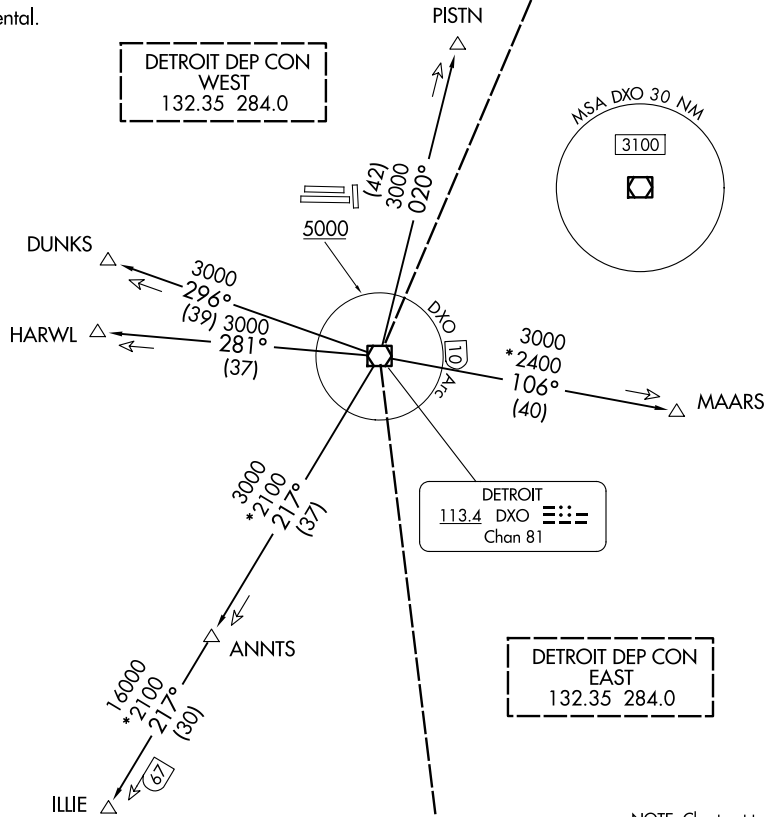 ental.
PISTN
DETROIT DEP CON
WEST
132.35 284.0
MSA DXO 30 NM
3100
(42)
3000
020°
5000
DUNKS
3000
296°
(39)
HARWL
3000
281°
(37)
DXO 10 Arc
3000
*2400
106°
(40)
MAARS
DETROIT
113.4 DXO
Chan 81
3000
*2100
217°
(37)
ANNTS
DETROIT DEP CON
EAST
132.35 284.0
16000
*2100
217°
(30)
67
ILLIE